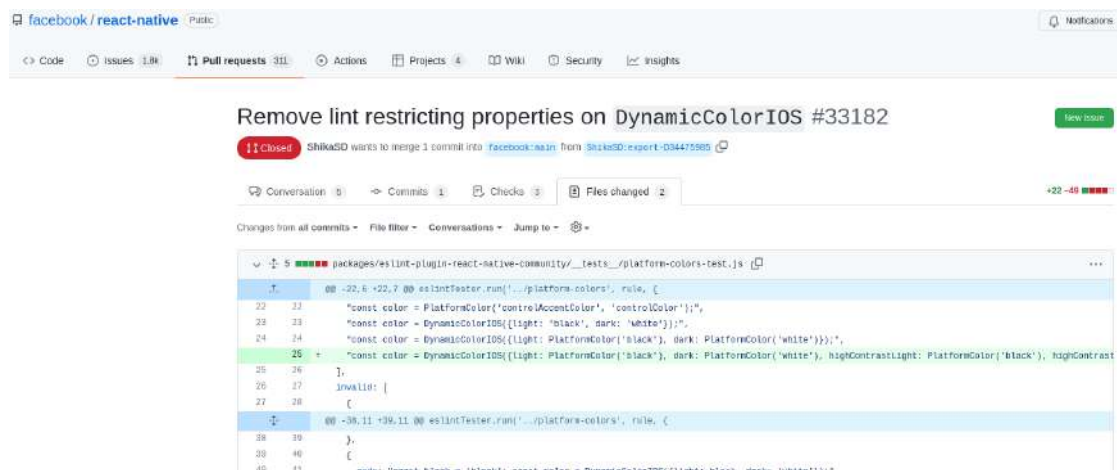 facebook / react-native Public
Notifications
Code Issues 1.8k Pull requests 311 Actions Projects 4 Wiki Security Insights
Remove lint restricting properties on DynamicColorIOS #33182
New issue
Closed ShikaSD wants to merge 1 commit into facebook:main from ShikaSD:export-D34475985
Conversation 5 Commits 1 Checks 3 Files changed 2
+22 −49
Changes from all commits File filter Conversations Jump to
5 packages/eslint-plugin-react-native-community/__tests__/platform-colors-test.js
@@ -22,6 +22,7 @@ eslintTester.run('../platform-colors', rule, {
22 22 "const color = PlatformColor('controlAccentColor', 'controlColor');",
23 23 "const color = DynamicColorIOS({light: 'black', dark: 'white'});",
24 24 "const color = DynamicColorIOS({light: PlatformColor('black'), dark: PlatformColor('white')});",
25 + "const color = DynamicColorIOS({light: PlatformColor('black'), dark: PlatformColor('white'), highContrastLight: PlatformColor('black'), highContrast
25 26 ],
26 27 invalid: [
27 28 {
@@ -38,11 +39,11 @@ eslintTester.run('../platform-colors', rule, {
38 39 },
39 40 {